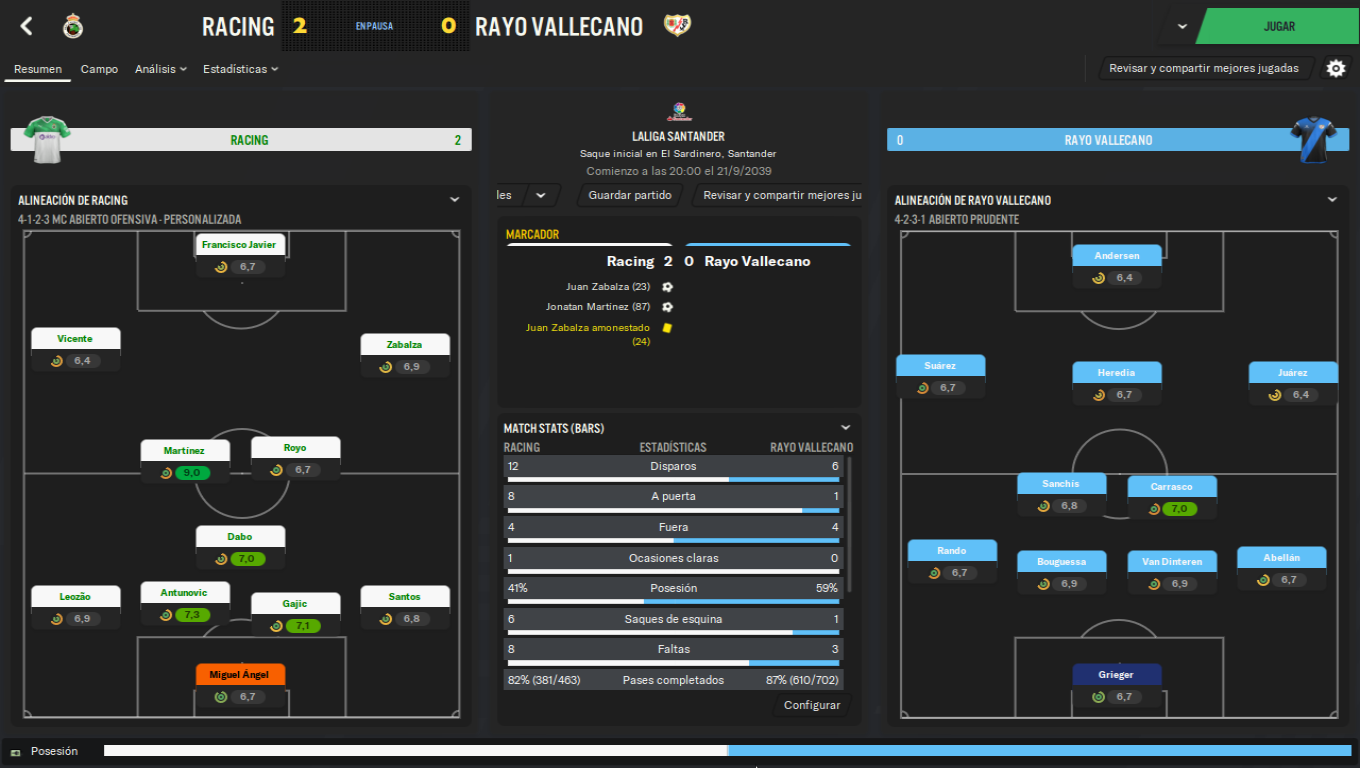 RACING 2 EN PAUSA 0 RAYO VALLECANO
JUGAR
Resumen Campo Análisis Estadísticas
Revisar y compartir mejores jugadas
RACING 2
ALINEACIÓN DE RACING
4-1-2-3 MC ABIERTO OFENSIVA - PERSONALIZADA
Francisco Javier
6,7
Vicente
6,4
Zabalza
6,9
Martínez
9,0
Royo
6,7
Dabo
7,0
Leozão
6,9
Antunovic
7,3
Gajic
7,1
Santos
6,8
Miguel Ángel
6,7
LALIGA SANTANDER
Saque inicial en El Sardinero, Santander
Comienzo a las 20:00 el 21/9/2039
les
Guardar partido
Revisar y compartir mejores ju
MARCADOR
Racing 2 0 Rayo Vallecano
Juan Zabalza (23)
Jonatan Martínez (87)
Juan Zabalza amonestado
(24)
MATCH STATS (BARS)
RACING ESTADÍSTICAS RAYO VALLECANO
12 Disparos 6
8 A puerta 1
4 Fuera 4
1 Ocasiones claras 0
41% Posesión 59%
6 Saques de esquina 1
8 Faltas 3
82% (381/463) Pases completados 87% (610/702)
Configurar
0 RAYO VALLECANO
ALINEACIÓN DE RAYO VALLECANO
4-2-3-1 ABIERTO PRUDENTE
Andersen
6,4
Suárez
6,7
Heredia
6,7
Juárez
6,4
Sanchís
6,8
Carrasco
7,0
Rando
6,7
Bouguessa
6,9
Van Dinteren
6,9
Abellán
6,7
Grieger
6,7
Posesión